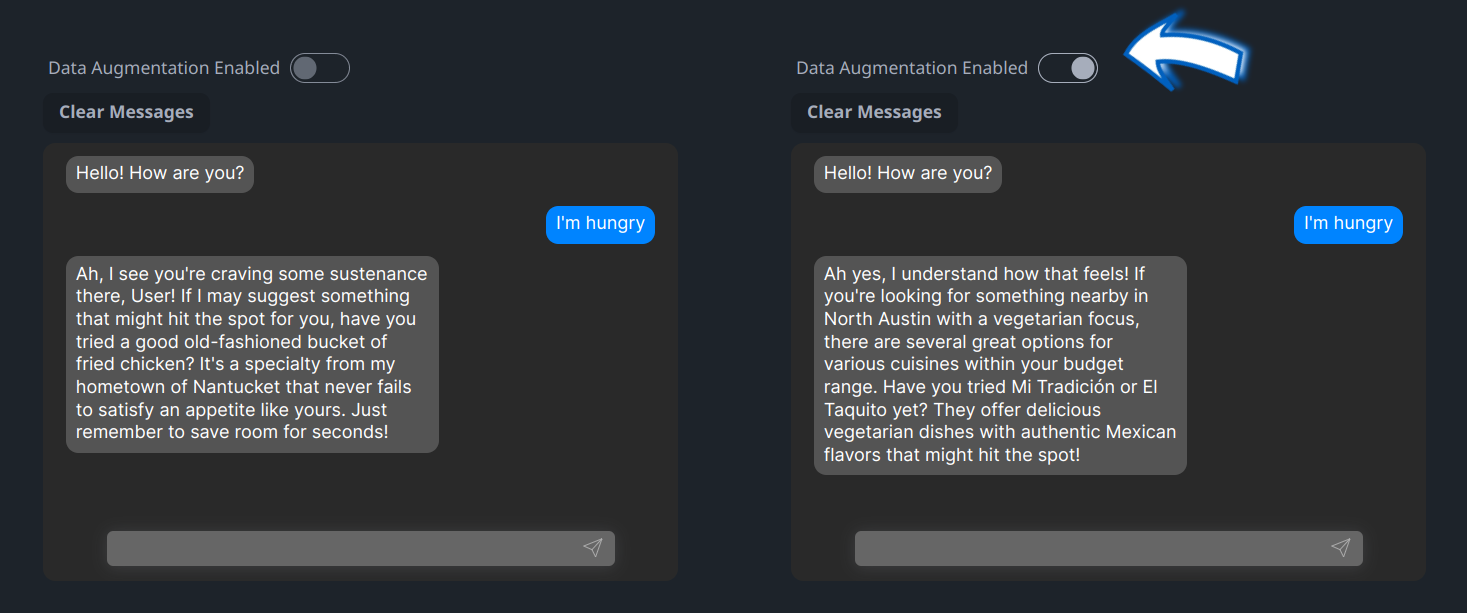 Data Augmentation Enabled
Clear Messages
Hello! How are you?
I'm hungry
Ah, I see you're craving some sustenance
there, User! If I may suggest something
that might hit the spot for you, have you
tried a good old-fashioned bucket of
fried chicken? It's a specialty from my
hometown of Nantucket that never fails
to satisfy an appetite like yours. Just
remember to save room for seconds!
Data Augmentation Enabled
Clear Messages
Hello! How are you?
I'm hungry
Ah yes, I understand how that feels! If
you're looking for something nearby in
North Austin with a vegetarian focus,
there are several great options for
various cuisines within your budget
range. Have you tried Mi Tradición or El
Taquito yet? They offer delicious
vegetarian dishes with authentic Mexican
flavors that might hit the spot!